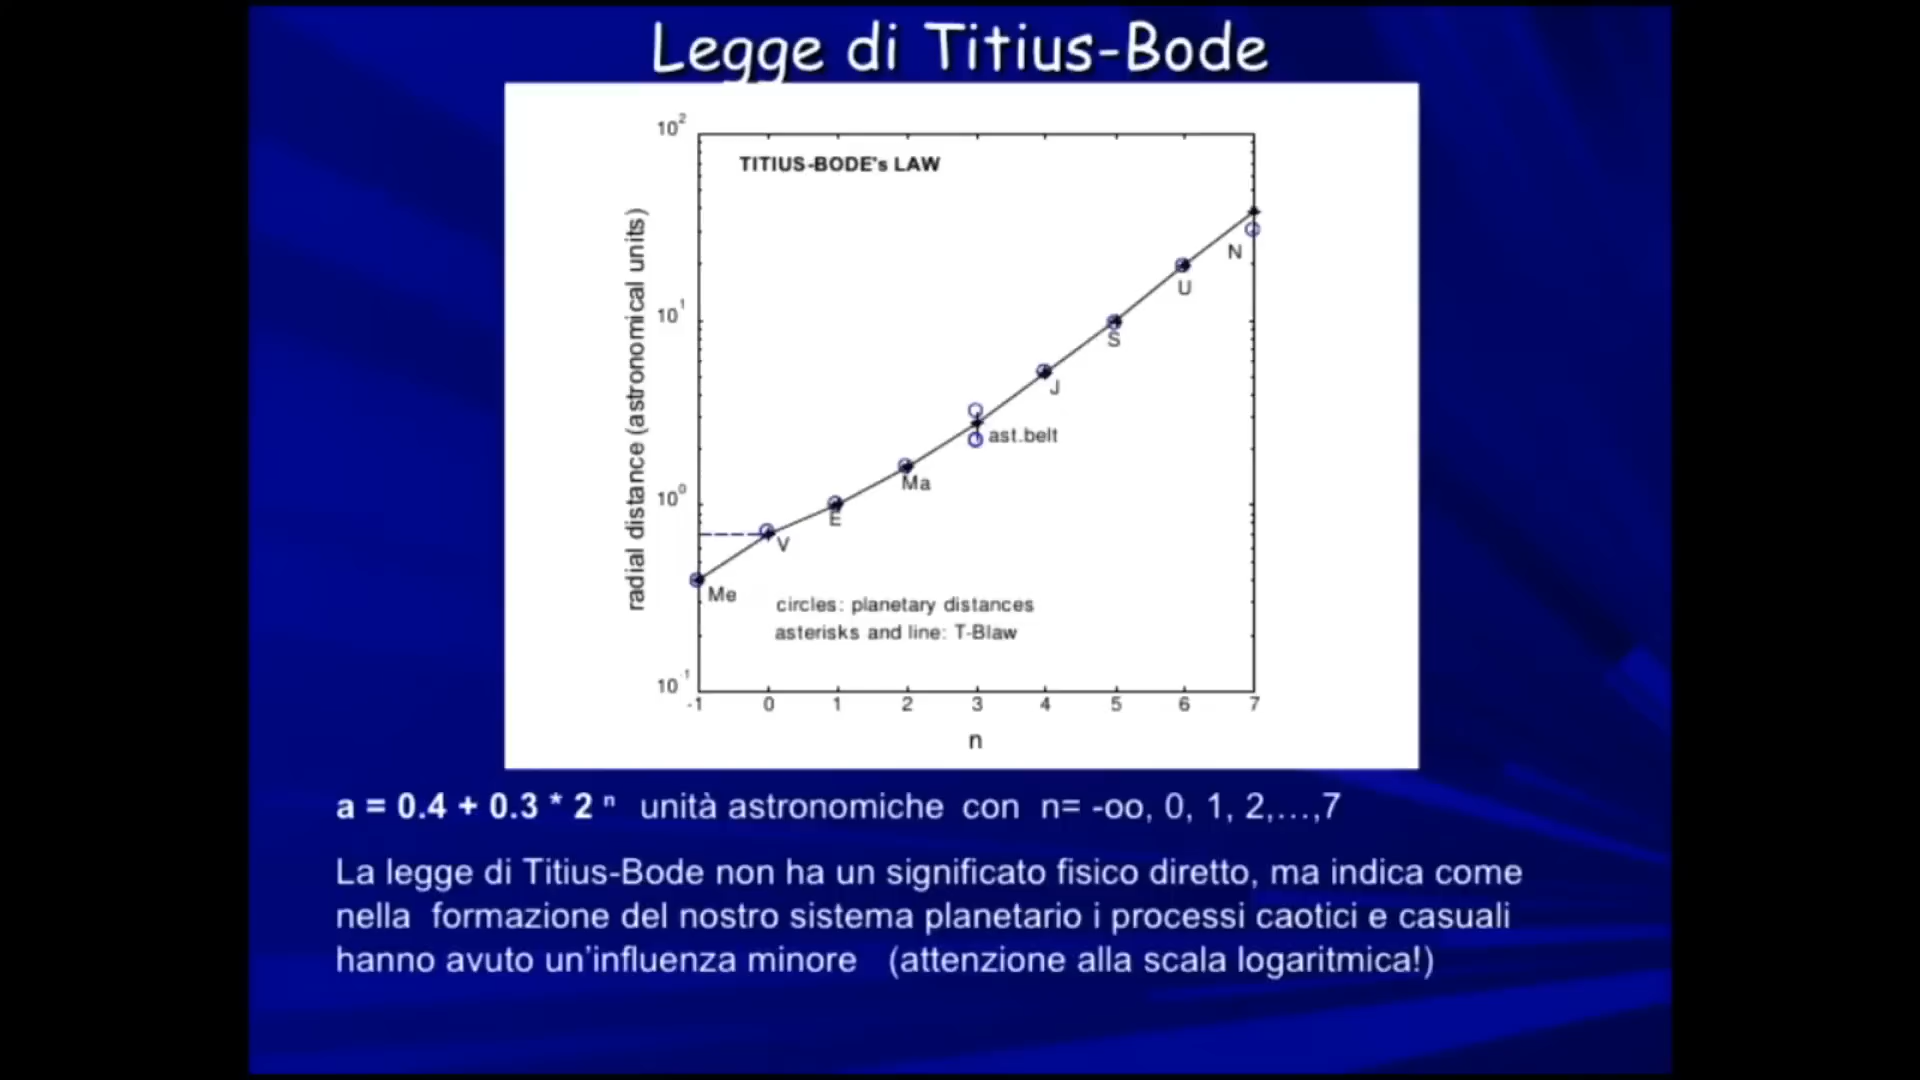 Legge di Titius-Bode
10²
TITIUS-BODE's LAW
radial distance (astronomical units)
N
U
10¹
S
J
ast.belt
Ma
10⁰
E
V
Me
circles: planetary distances
asterisks and line: T-Blaw
10⁻¹
-1 0 1 2 3 4 5 6 7
n
a = 0.4 + 0.3 * 2 ⁿ unità astronomiche con n= -oo, 0, 1, 2,...,7
La legge di Titius-Bode non ha un significato fisico diretto, ma indica come
nella formazione del nostro sistema planetario i processi caotici e casuali
hanno avuto un'influenza minore (attenzione alla scala logaritmica!)